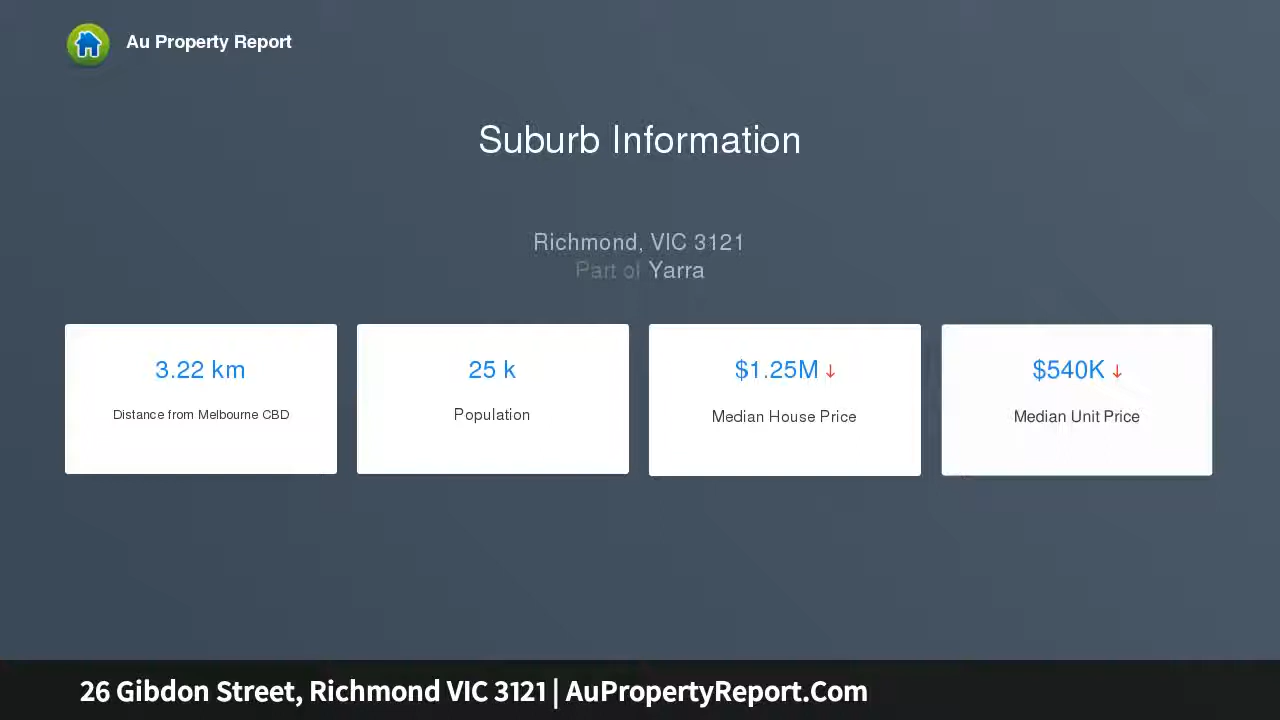 Au Property Report
Suburb Information
Richmond, VIC 3121
Part of Yarra
3.22 km
Distance from Melbourne CBD
25 k
Population
$1.25M ↓
Median House Price
$540K ↓
Median Unit Price
26 Gibdon Street, Richmond VIC 3121 | AuPropertyReport.Com